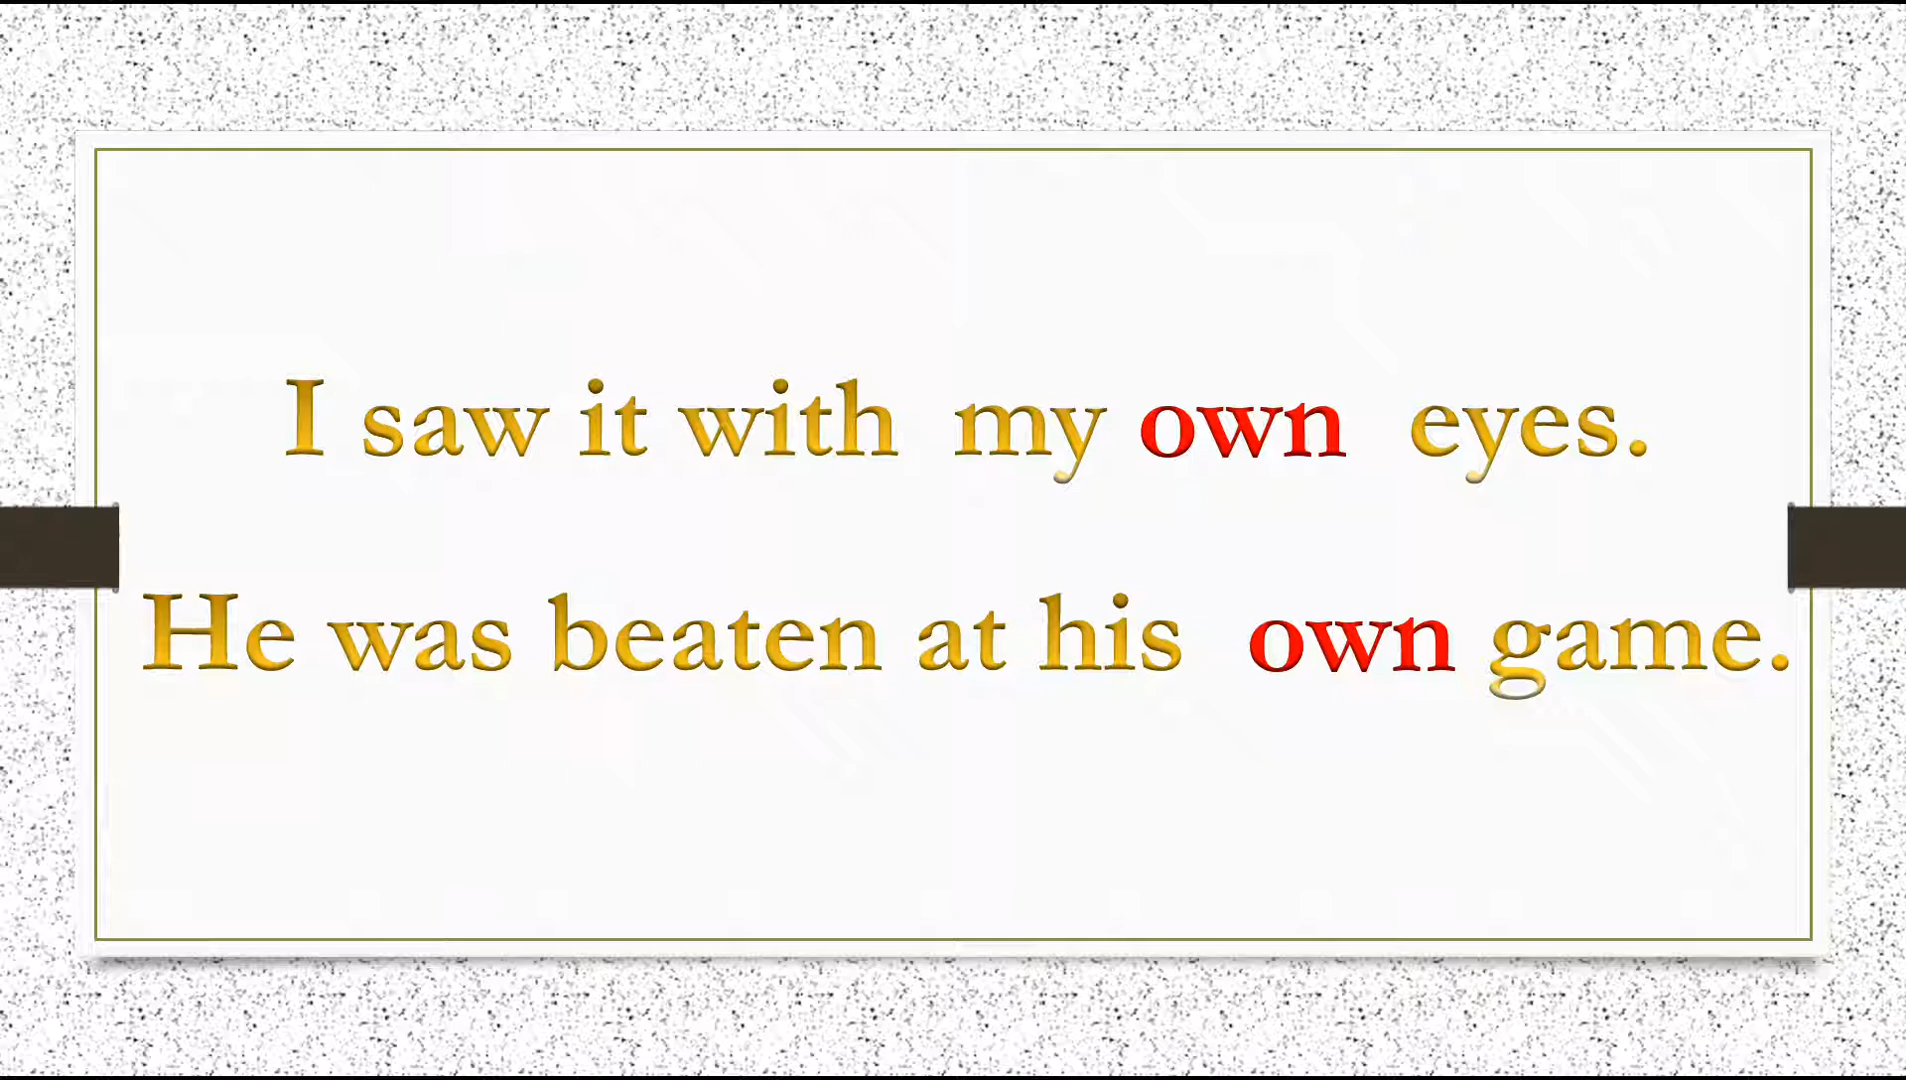 I saw it with my own eyes.
He was beaten at his own game.